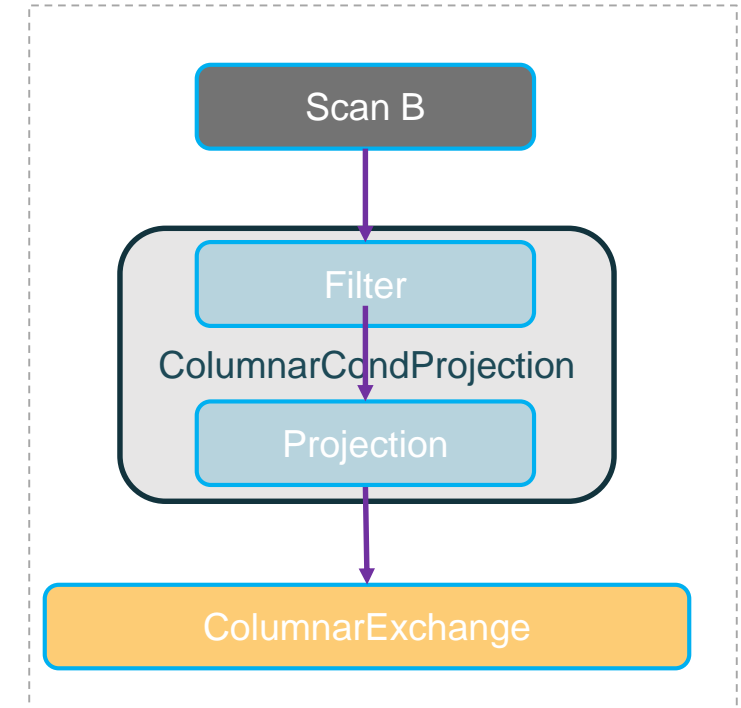 Scan B
Filter
ColumnarCondProjection
Projection
ColumnarExchange